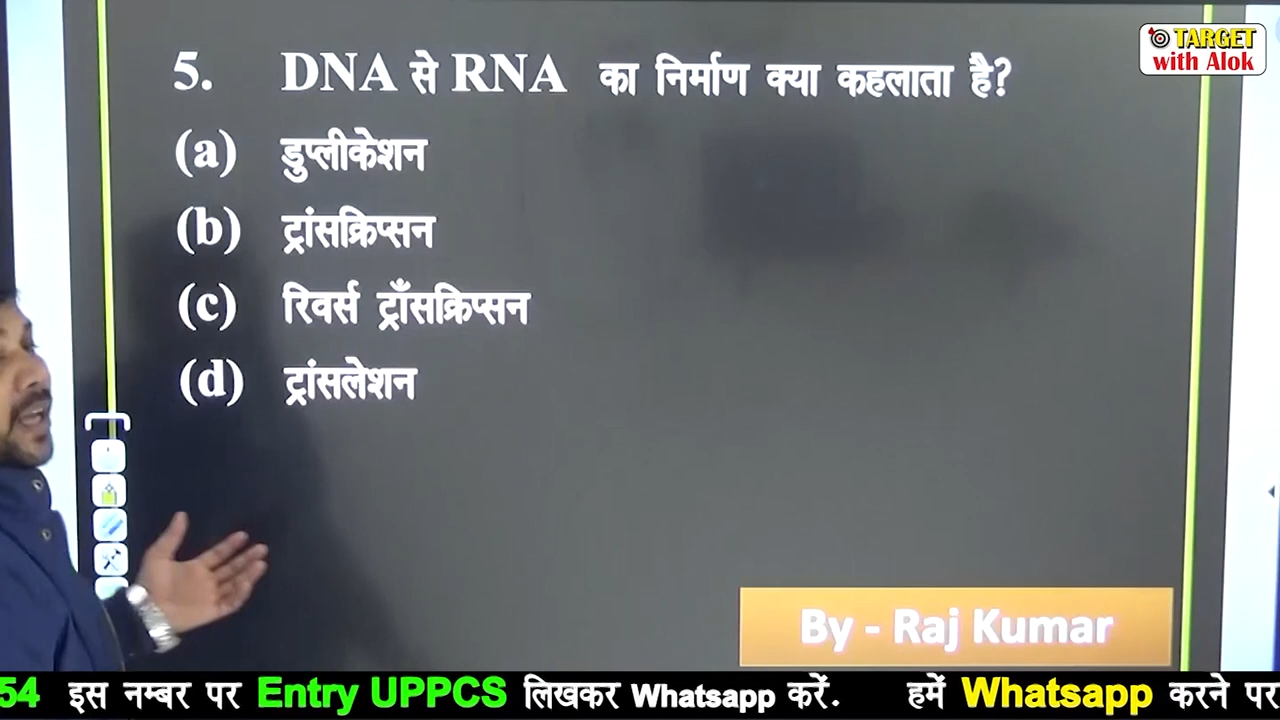 TARGET
with Alok
5. DNA से RNA का निर्माण क्या कहलाता है?
(a) डुप्लीकेशन
(b) ट्रांसक्रिप्सन
(c) रिवर्स ट्राँसक्रिप्सन
(d) ट्रांसलेशन
By - Raj Kumar
54 इस नम्बर पर Entry UPPCS लिखकर Whatsapp करें. हमें Whatsapp करने पर